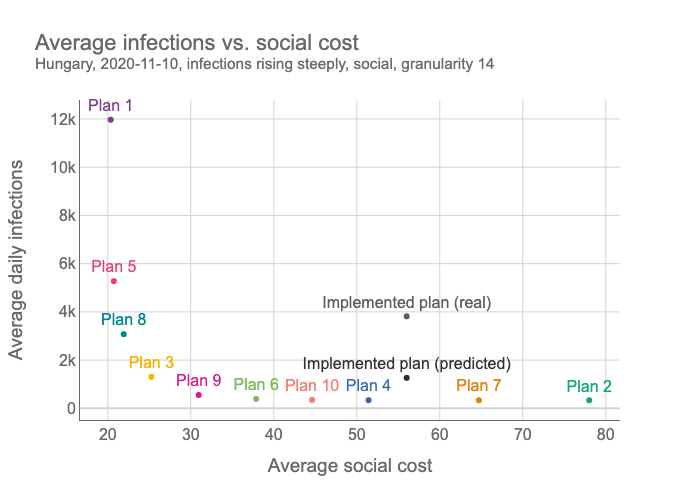 Average infections vs. social cost
Hungary, 2020-11-10, infections rising steeply, social, granularity 14
Plan 1
12k
10k
8k
6k
4k
2k
0
Average daily infections
Plan 5
Implemented plan (real)
Plan 8
Plan 3
Implemented plan (predicted)
Plan 9
Plan 6
Plan 10
Plan 4
Plan 7
Plan 2
20 30 40 50 60 70 80
Average social cost